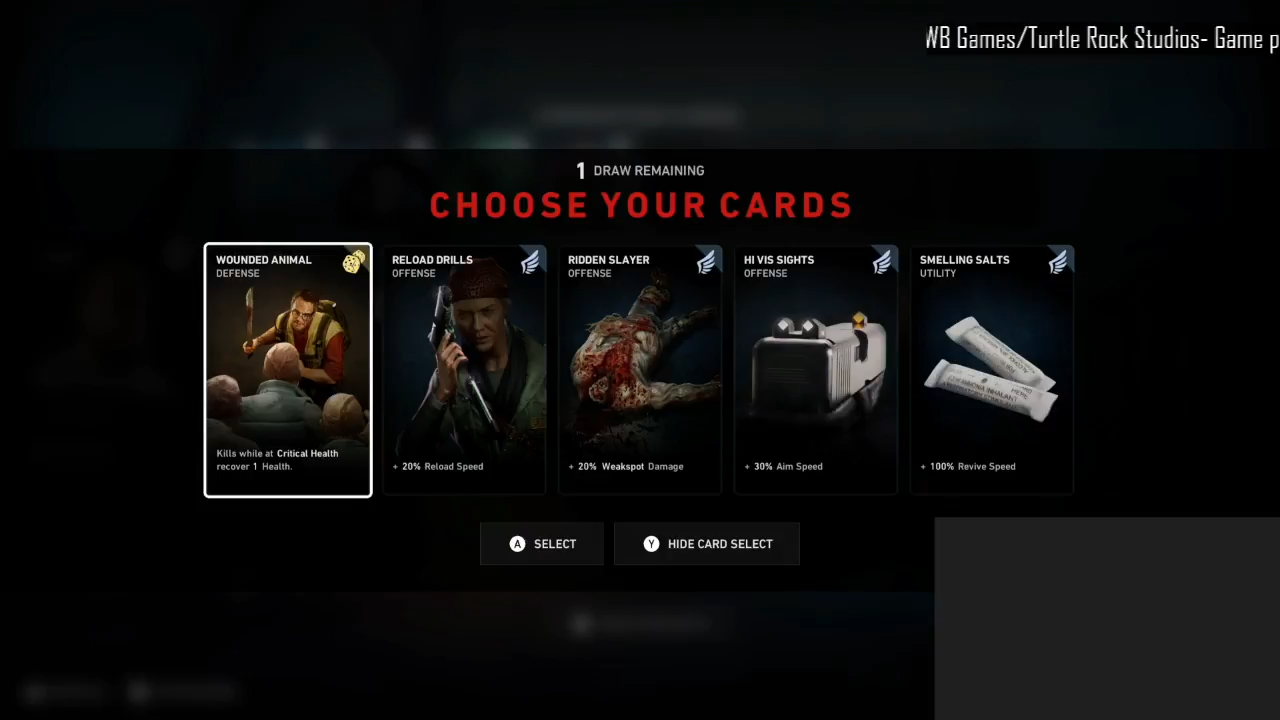 WB Games/Turtle Rock Studios- Game p
1 DRAW REMAINING
CHOOSE YOUR CARDS
WOUNDED ANIMAL
DEFENSE
Kills while at Critical Health
recover 1 Health.
RELOAD DRILLS
OFFENSE
+ 20% Reload Speed
RIDDEN SLAYER
OFFENSE
+ 20% Weakspot Damage
HI VIS SIGHTS
OFFENSE
+ 30% Aim Speed
SMELLING SALTS
UTILITY
+ 100% Revive Speed
A SELECT
Y HIDE CARD SELECT